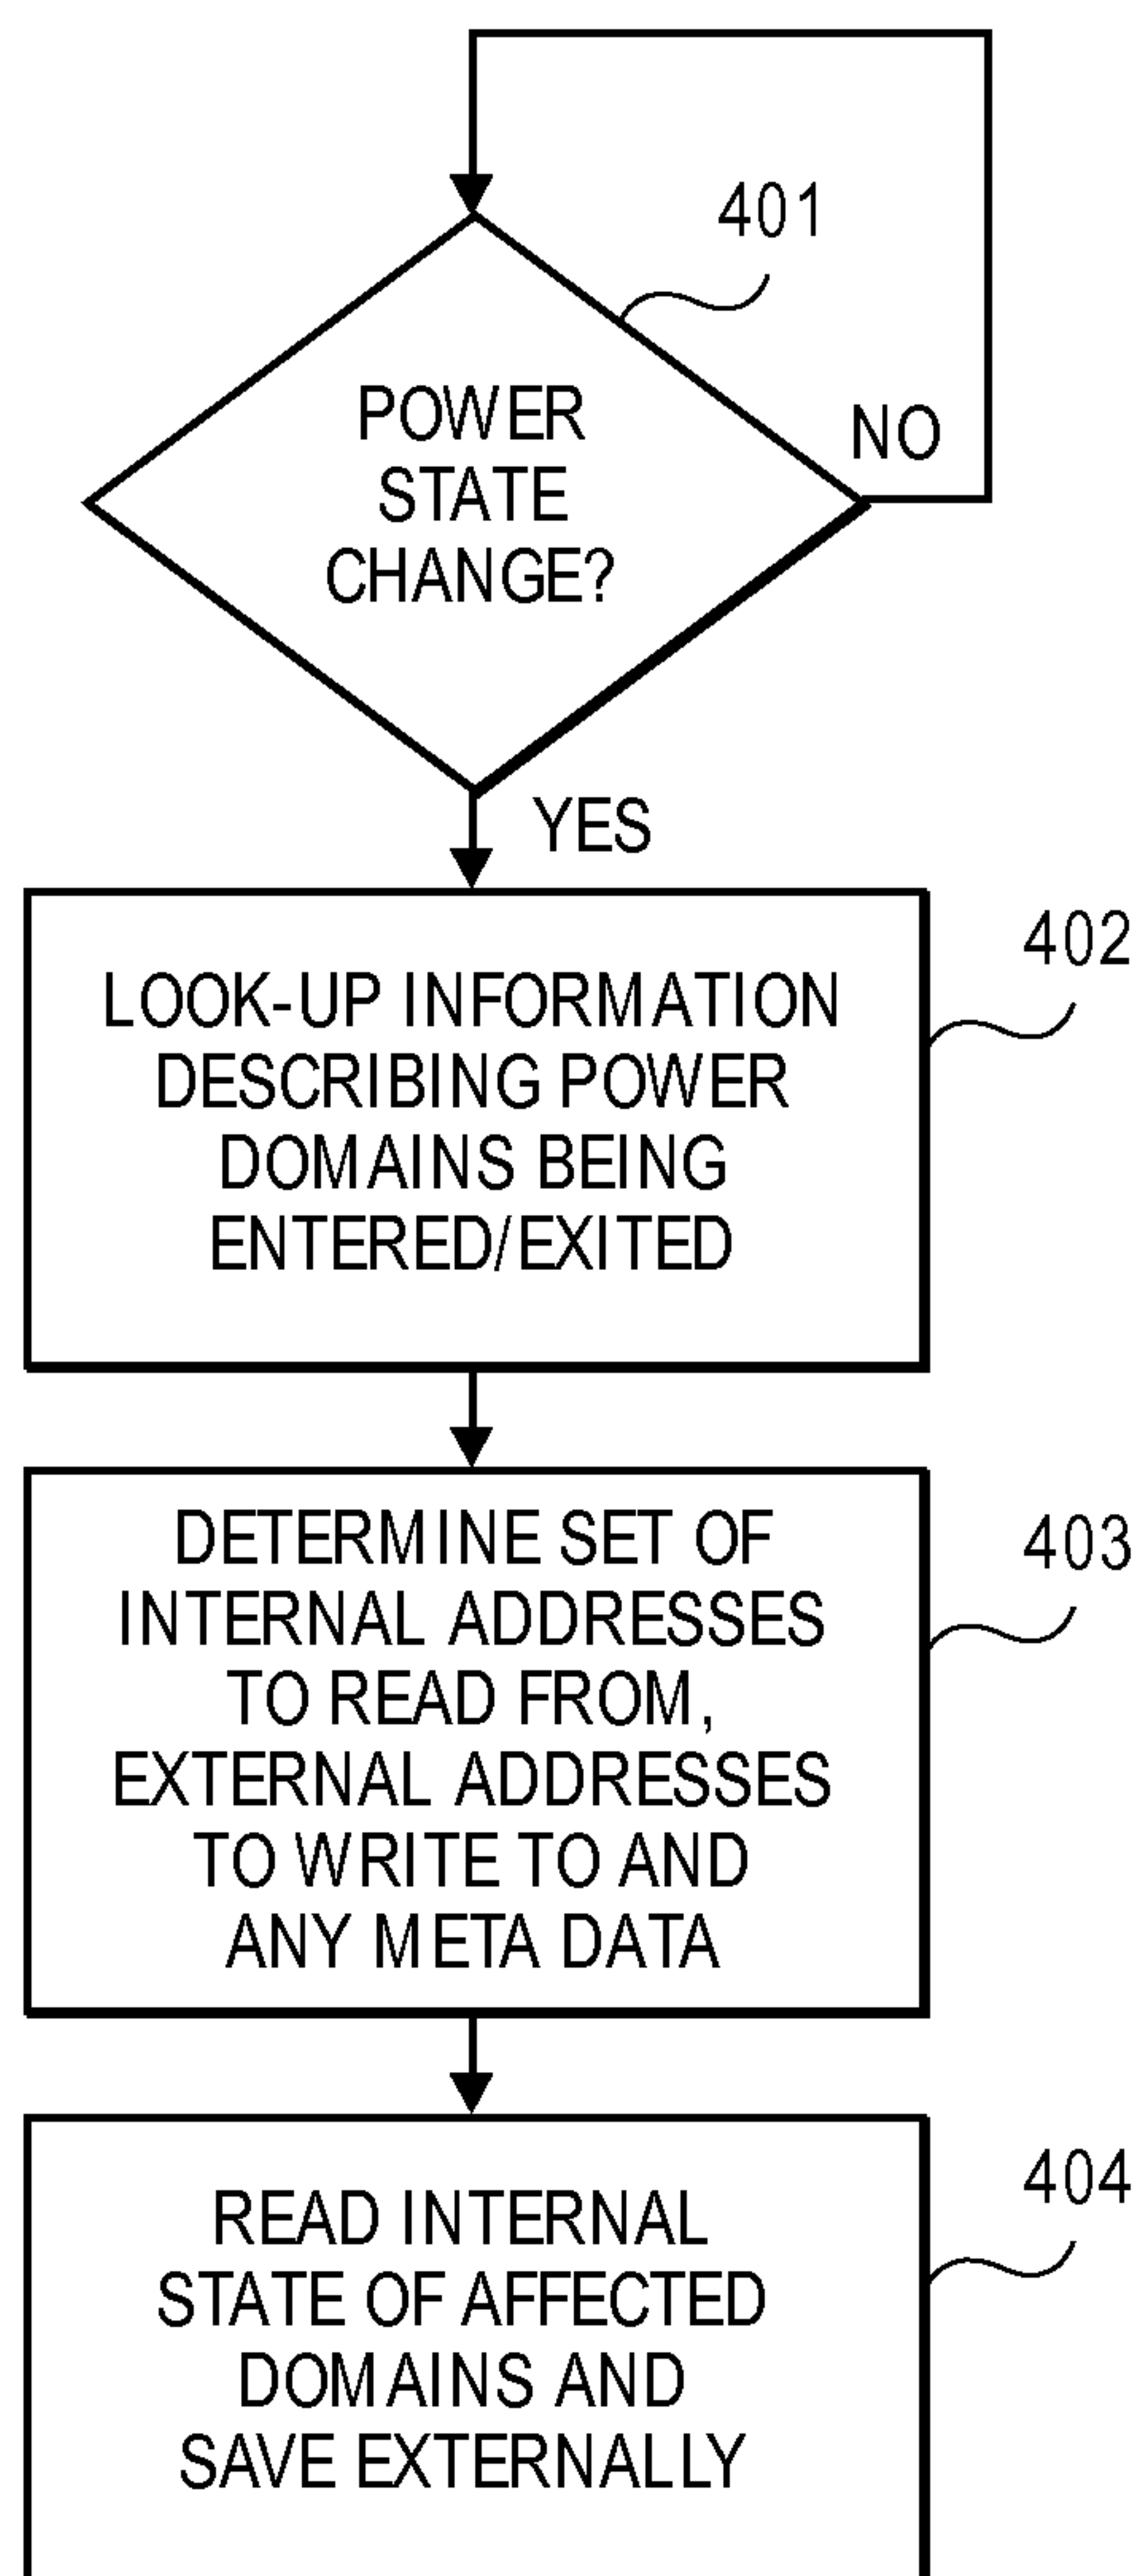 401
POWER
STATE
CHANGE?
NO
YES
402
LOOK-UP INFORMATION
DESCRIBING POWER
DOMAINS BEING
ENTERED/EXITED
403
DETERMINE SET OF
INTERNAL ADDRESSES
TO READ FROM,
EXTERNAL ADDRESSES
TO WRITE TO AND
ANY META DATA
404
READ INTERNAL
STATE OF AFFECTED
DOMAINS AND
SAVE EXTERNALLY